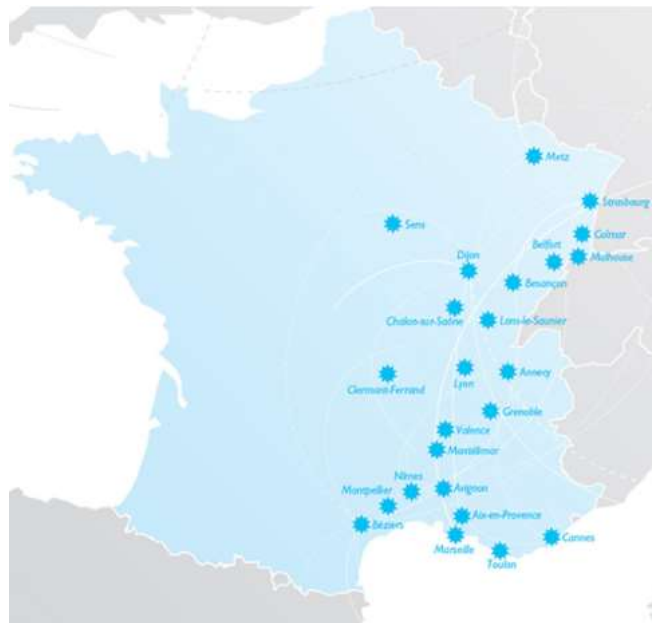 Metz
Strasbourg
Sens
Colmar
Belfort
Mulhouse
Dijon
Besançon
Chalon-sur-Saône
Lons-le-Saunier
Lyon
Annecy
Clermont-Ferrand
Grenoble
Valence
Montélimar
Nîmes
Avignon
Montpellier
Aix-en-Provence
Béziers
Marseille
Cannes
Toulon